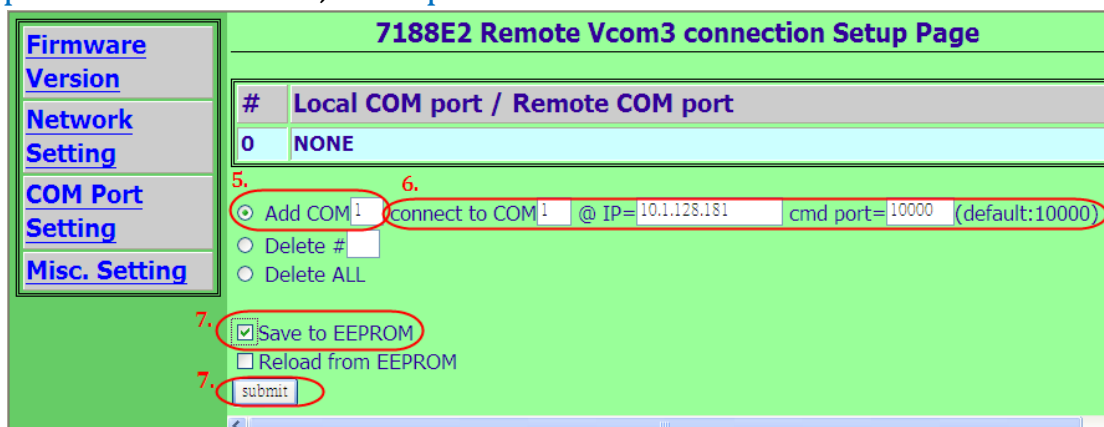 7188E2 Remote Vcom3 connection Setup Page
Firmware
Version
Network
Setting
COM Port
Setting
Misc. Setting
# Local COM port / Remote COM port
0 NONE
5. 6.
Add COM 1 connect to COM 1 @ IP= 10.1.128.181 cmd port= 10000 (default:10000)
Delete #
Delete ALL
7.
Save to EEPROM
Reload from EEPROM
7.
submit